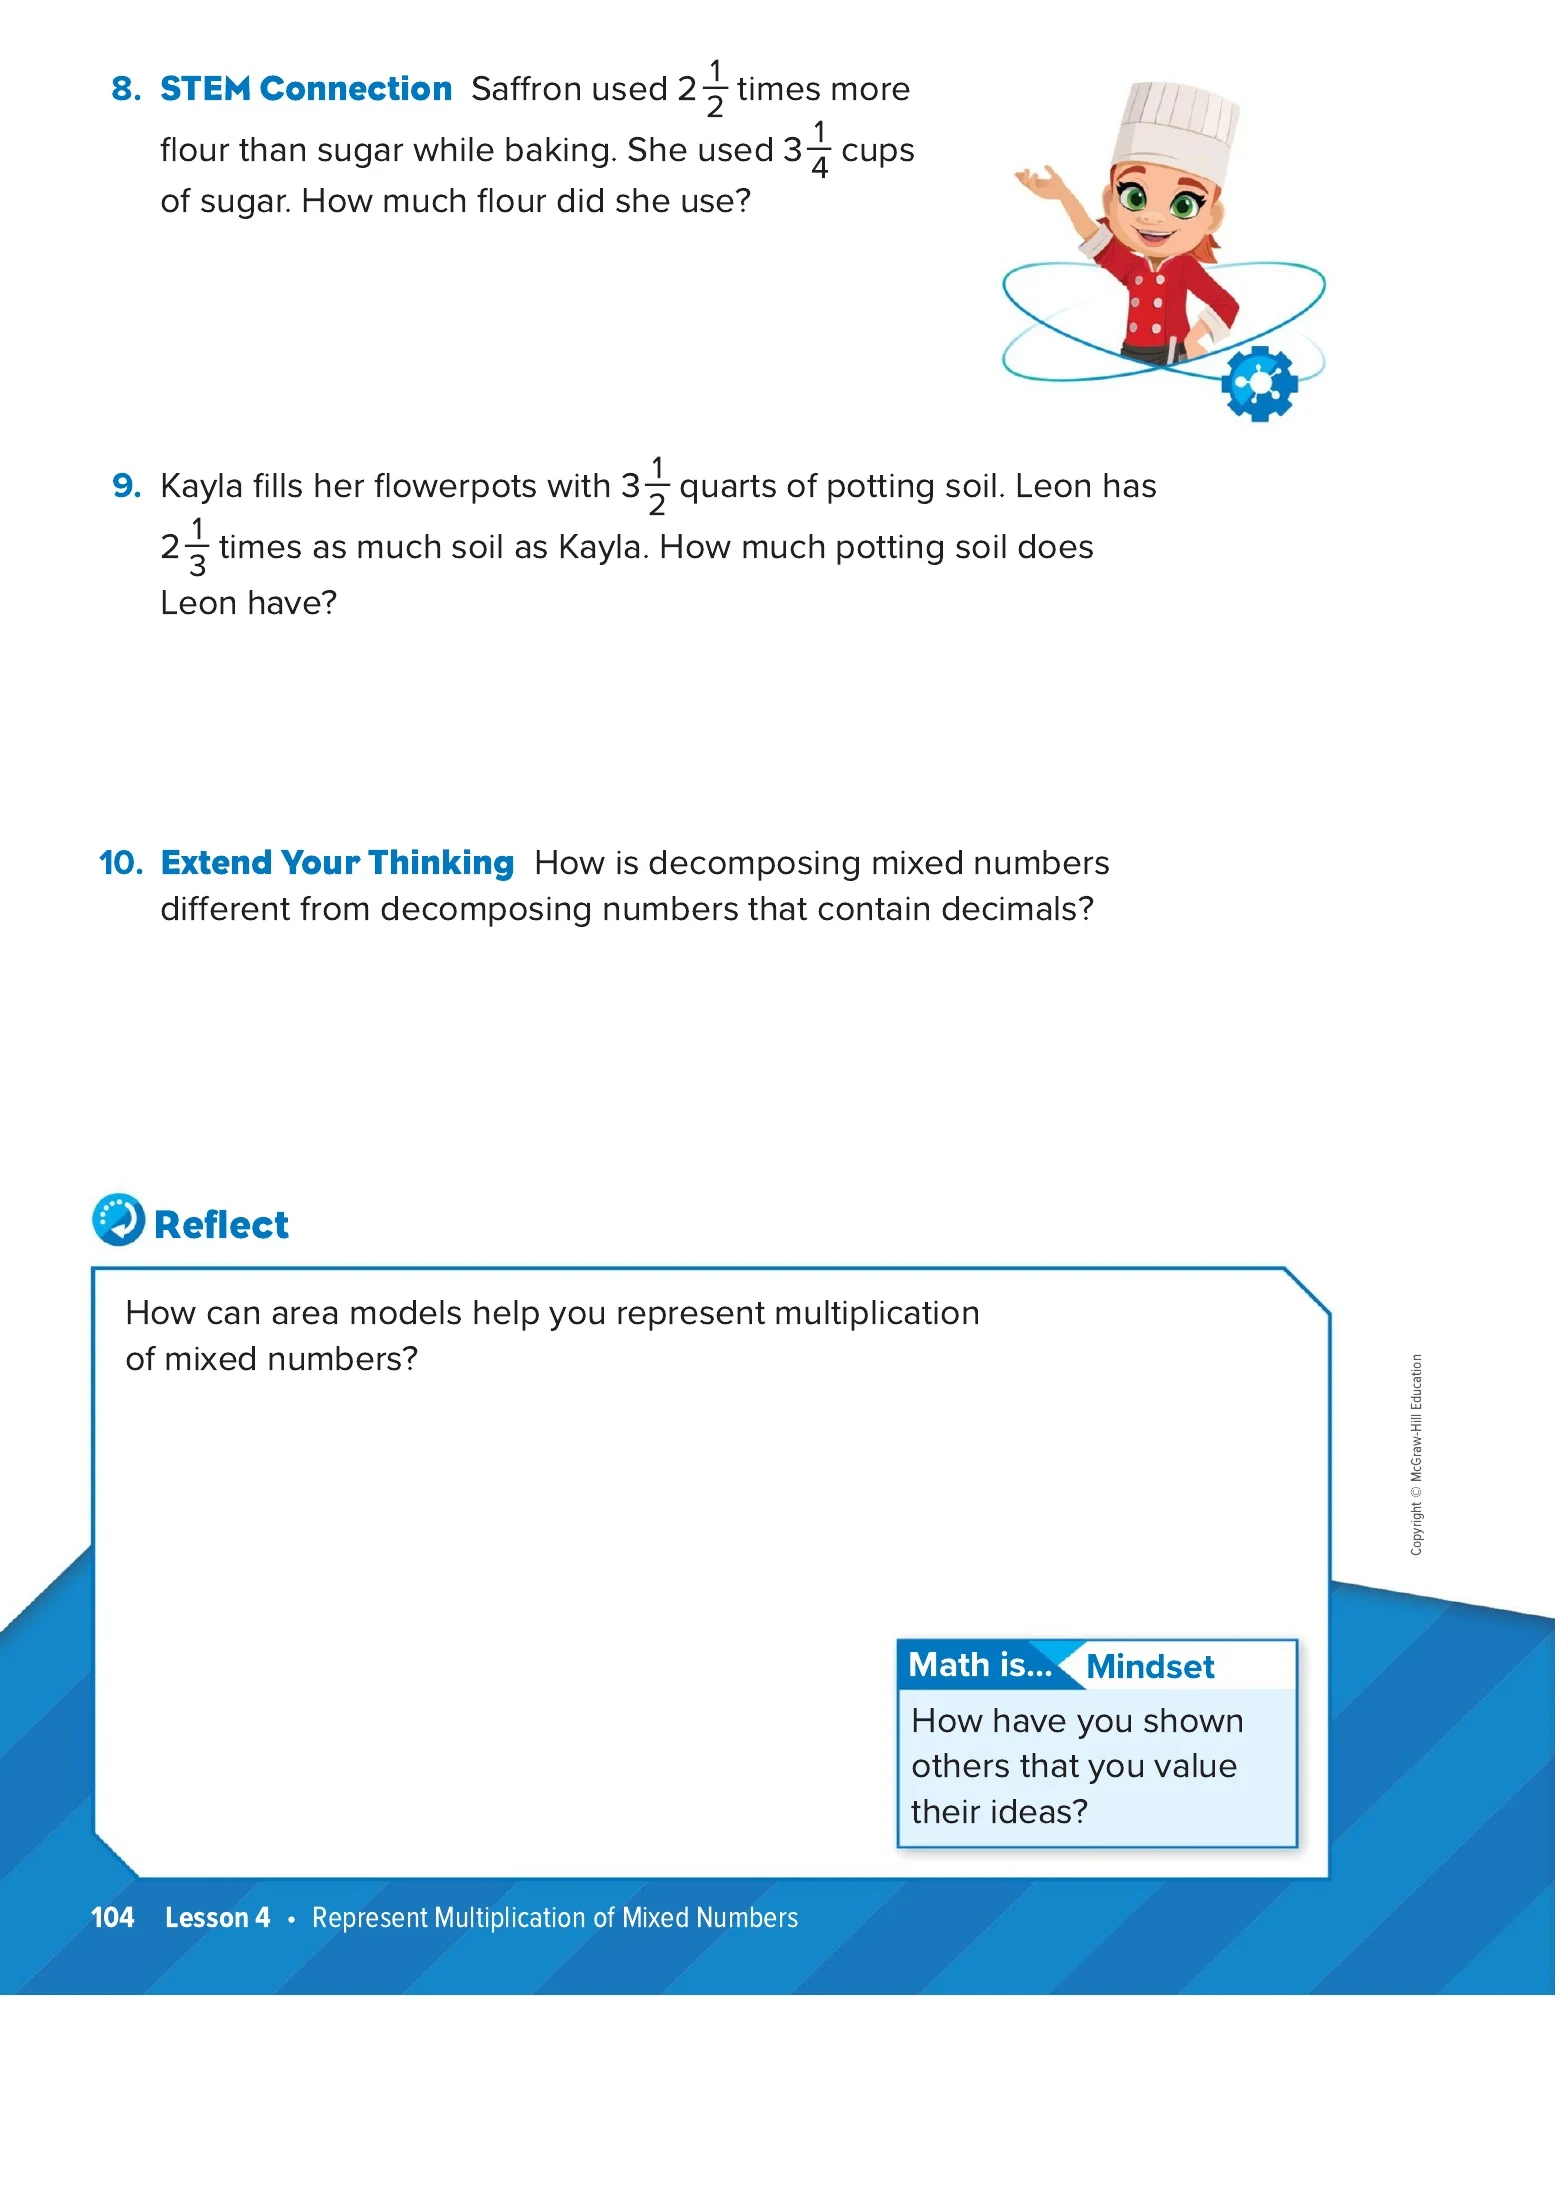 8. STEM Connection Saffron used 2 1/2 times more
flour than sugar while baking. She used 3 1/4 cups
of sugar. How much flour did she use?
9. Kayla fills her flowerpots with 3 1/2 quarts of potting soil. Leon has
2 1/3 times as much soil as Kayla. How much potting soil does
Leon have?
10. Extend Your Thinking How is decomposing mixed numbers
different from decomposing numbers that contain decimals?
Reflect
How can area models help you represent multiplication
of mixed numbers?
Math is... Mindset
How have you shown
others that you value
their ideas?
Copyright © McGraw-Hill Education
104 Lesson 4 • Represent Multiplication of Mixed Numbers